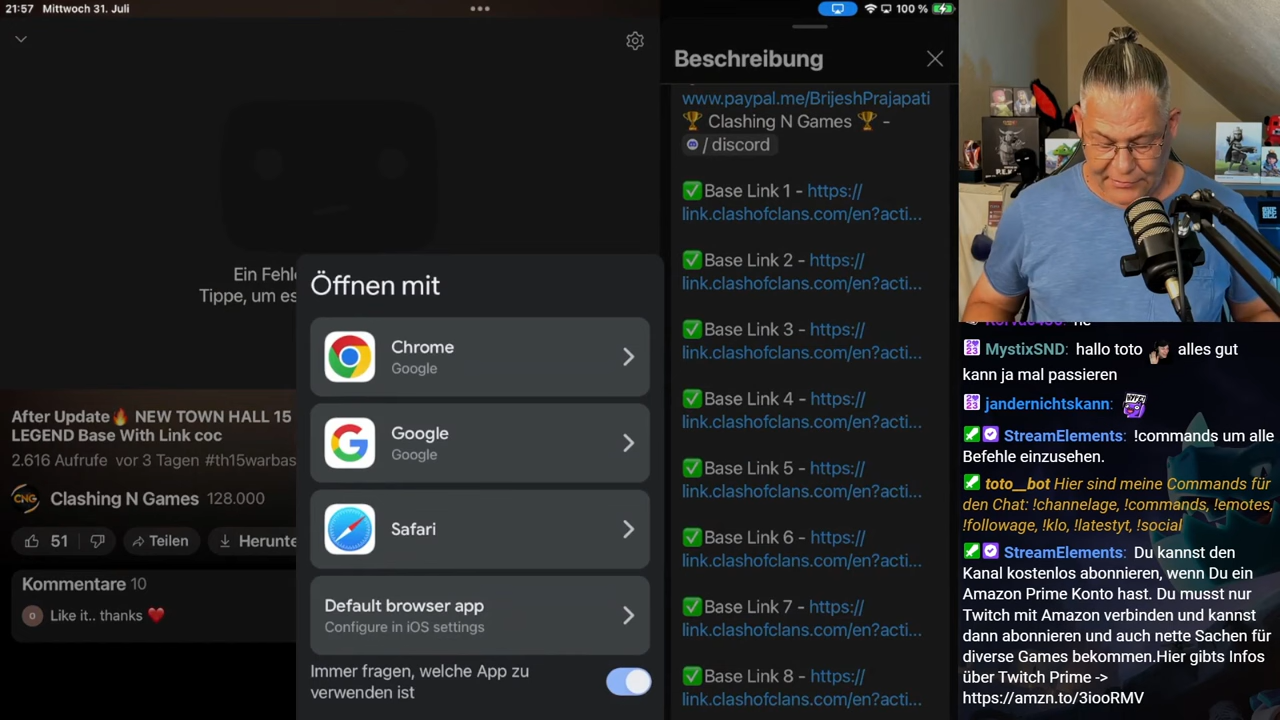 21:57 Mittwoch 31. Juli
100 %
Ein Fehle
Tippe, um es
Öffnen mit
Chrome
Google
Google
Google
Safari
Default browser app
Configure in iOS settings
Immer fragen, welche App zu
verwenden ist
After Update🔥 NEW TOWN HALL 15
LEGEND Base With Link coc
2.616 Aufrufe vor 3 Tagen #th15warbas
CNG
Clashing N Games 128.000
51
Teilen
Herunte
Kommentare 10
Like it.. thanks ❤️
Beschreibung
www.paypal.me/BrijeshPrajapati
🏆 Clashing N Games 🏆 -
/ discord
✅Base Link 1 - https://
link.clashofclans.com/en?acti...
✅Base Link 2 - https://
link.clashofclans.com/en?acti...
✅Base Link 3 - https://
link.clashofclans.com/en?acti...
✅Base Link 4 - https://
link.clashofclans.com/en?acti...
✅Base Link 5 - https://
link.clashofclans.com/en?acti...
✅Base Link 6 - https://
link.clashofclans.com/en?acti...
✅Base Link 7 - https://
link.clashofclans.com/en?acti...
✅Base Link 8 - https://
link.clashofclans.com/en?acti...
MystixSND: hallo toto alles gut
kann ja mal passieren
jandernichtskann:
StreamElements: !commands um alle
Befehle einzusehen.
toto__bot Hier sind meine Commands für
den Chat: !channelage, !commands, !emotes,
!followage, !klo, !latestyt, !social
StreamElements: Du kannst den
Kanal kostenlos abonnieren, wenn Du ein
Amazon Prime Konto hast. Du musst nur
Twitch mit Amazon verbinden und kannst
dann abonnieren und auch nette Sachen für
diverse Games bekommen.Hier gibts Infos
über Twitch Prime ->
https://amzn.to/3iooRMV